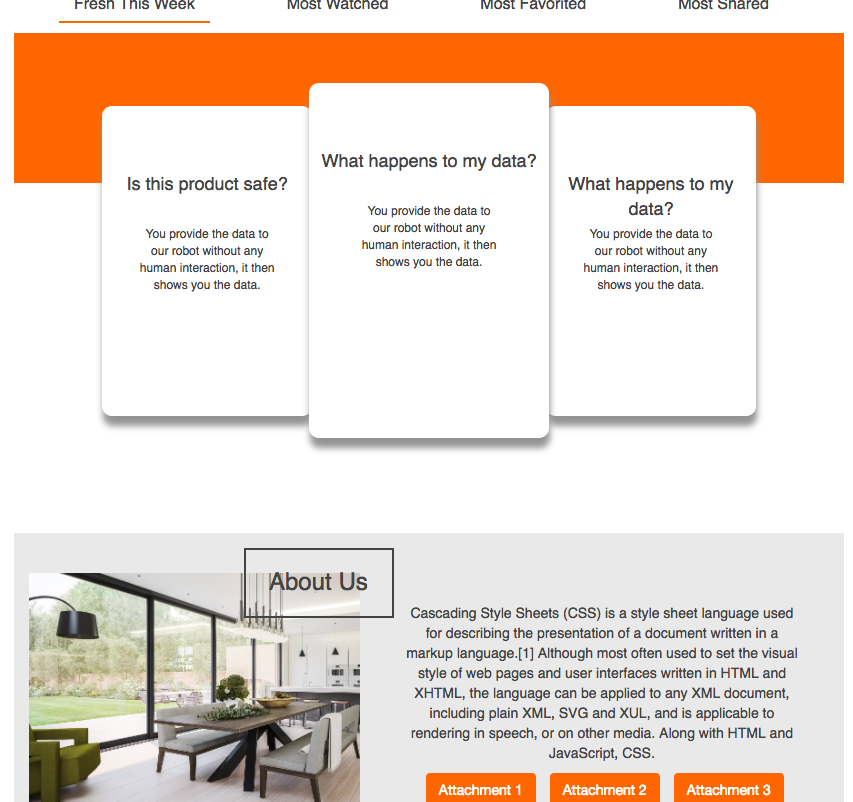 Fresh This Week Most Watched Most Favorited Most Shared
Is this product safe?
You provide the data to
our robot without any
human interaction, it then
shows you the data.
What happens to my data?
You provide the data to
our robot without any
human interaction, it then
shows you the data.
What happens to my
data?
You provide the data to
our robot without any
human interaction, it then
shows you the data.
About Us
Cascading Style Sheets (CSS) is a style sheet language used
for describing the presentation of a document written in a
markup language.[1] Although most often used to set the visual
style of web pages and user interfaces written in HTML and
XHTML, the language can be applied to any XML document,
including plain XML, SVG and XUL, and is applicable to
rendering in speech, or on other media. Along with HTML and
JavaScript, CSS.
Attachment 1 Attachment 2 Attachment 3